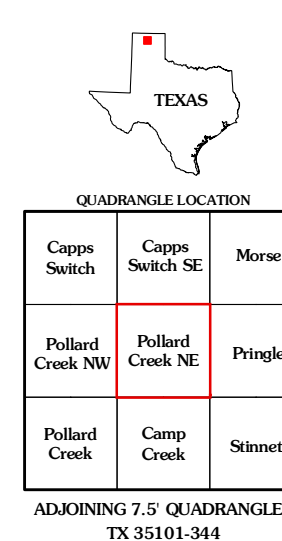 TEXAS
QUADRANGLE LOCATION
Capps
Switch
Capps
Switch SE
Morse
Pollard
Creek NW
Pollard
Creek NE
Pringle
Pollard
Creek
Camp
Creek
Stinnet
ADJOINING 7.5' QUADRANGLE
TX 35101-344